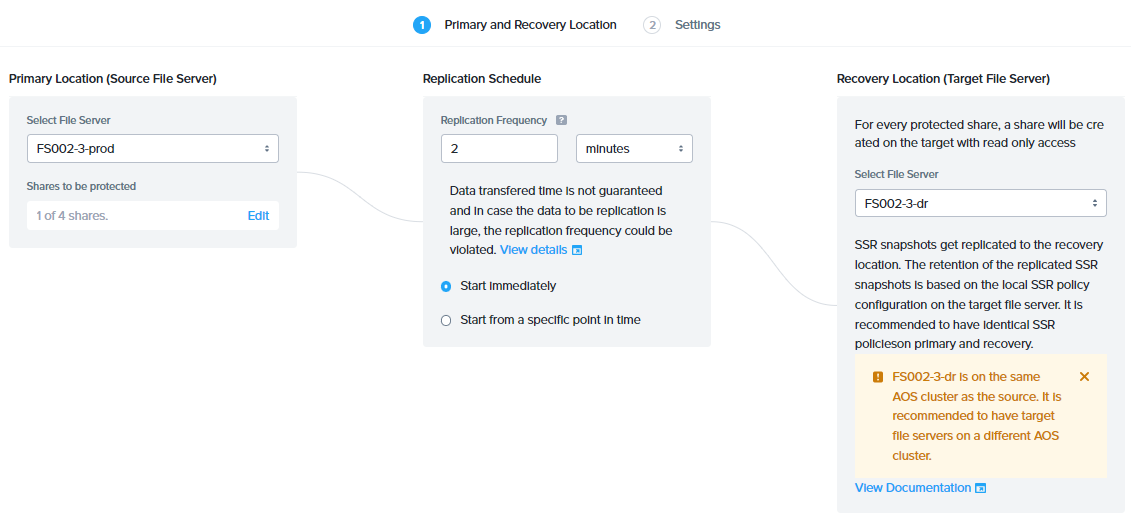 1 Primary and Recovery Location 2 Settings
Primary Location (Source File Server)
Select File Server
FS002-3-prod
Shares to be protected
1 of 4 shares. Edit
Replication Schedule
Replication Frequency ?
2 minutes
Data transfered time is not guaranteed
and in case the data to be replication is
large, the replication frequency could be
violated. View details
Start immediately
Start from a specific point in time
Recovery Location (Target File Server)
For every protected share, a share will be cre
ated on the target with read only access
Select File Server
FS002-3-dr
SSR snapshots get replicated to the recovery
location. The retention of the replicated SSR
snapshots is based on the local SSR policy
configuration on the target file server. It is
recommended to have identical SSR
policieson primary and recovery.
FS002-3-dr is on the same
AOS cluster as the source. It is
recommended to have target
file servers on a different AOS
cluster.
View Documentation